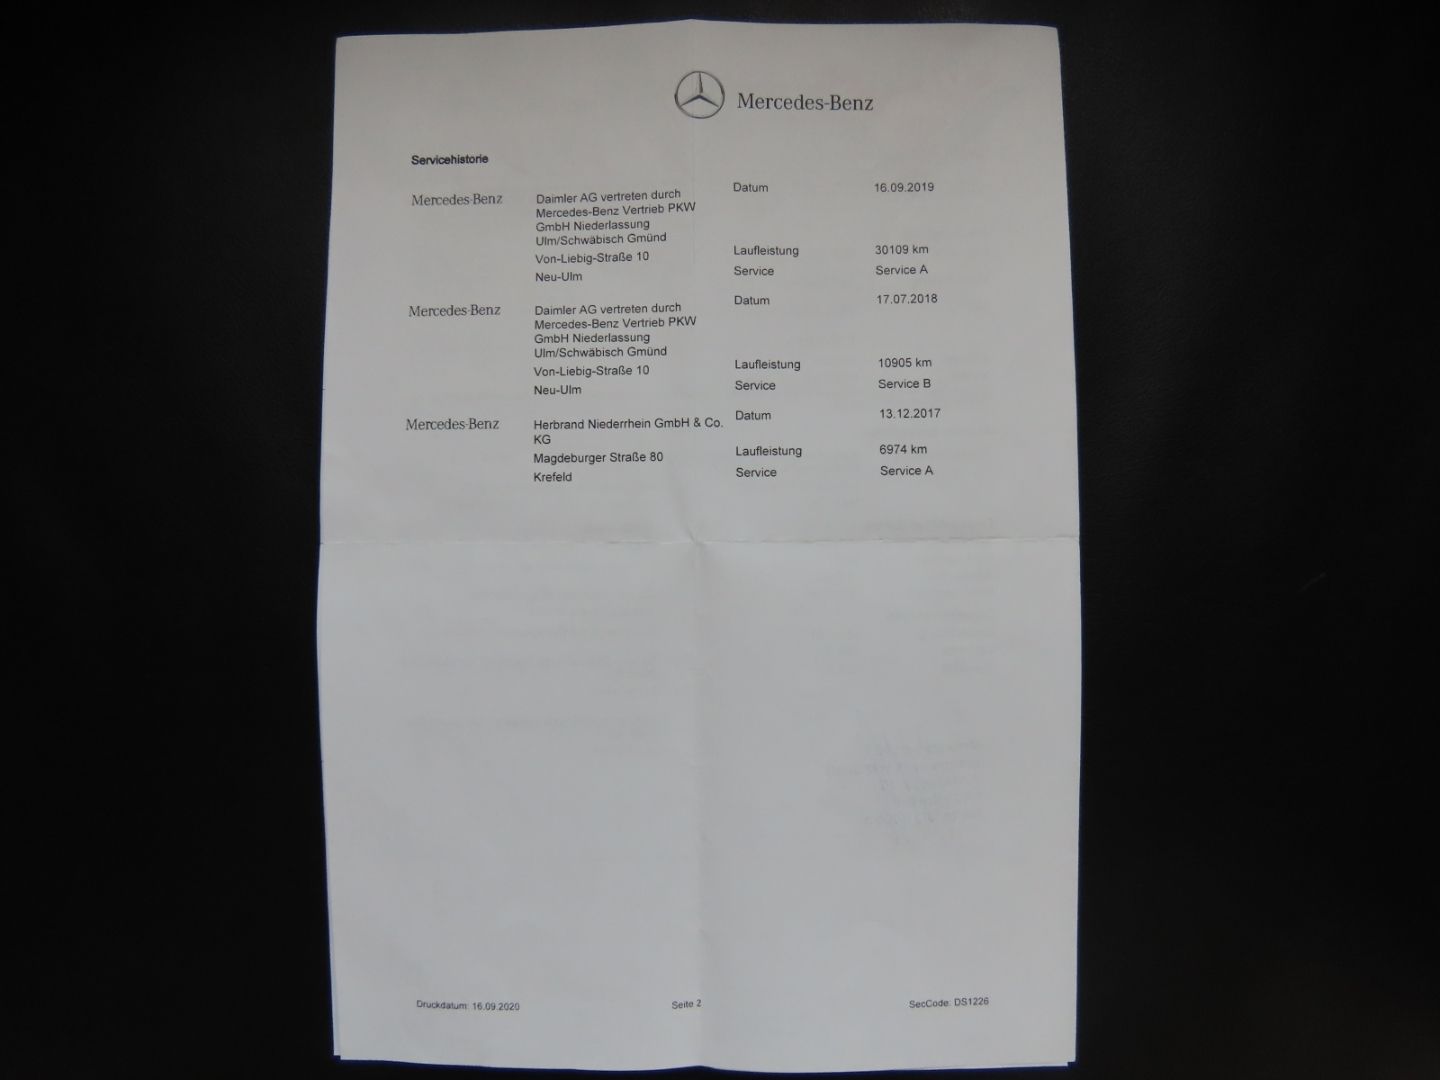 Mercedes-Benz
Servicehistorie
Mercedes-Benz
Daimler AG vertreten durch
Mercedes-Benz Vertrieb PKW
GmbH Niederlassung
Ulm/Schwäbisch Gmünd
Von-Liebig-Straße 10
Neu-Ulm
Datum 16.09.2019
Laufleistung 30109 km
Service Service A
Mercedes-Benz
Daimler AG vertreten durch
Mercedes-Benz Vertrieb PKW
GmbH Niederlassung
Ulm/Schwäbisch Gmünd
Von-Liebig-Straße 10
Neu-Ulm
Datum 17.07.2018
Laufleistung 10905 km
Service Service B
Mercedes-Benz
Herbrand Niederrhein GmbH & Co.
KG
Magdeburger Straße 80
Krefeld
Datum 13.12.2017
Laufleistung 6974 km
Service Service A
Druckdatum: 16.09.2020 Seite 2 SecCode: DS1226